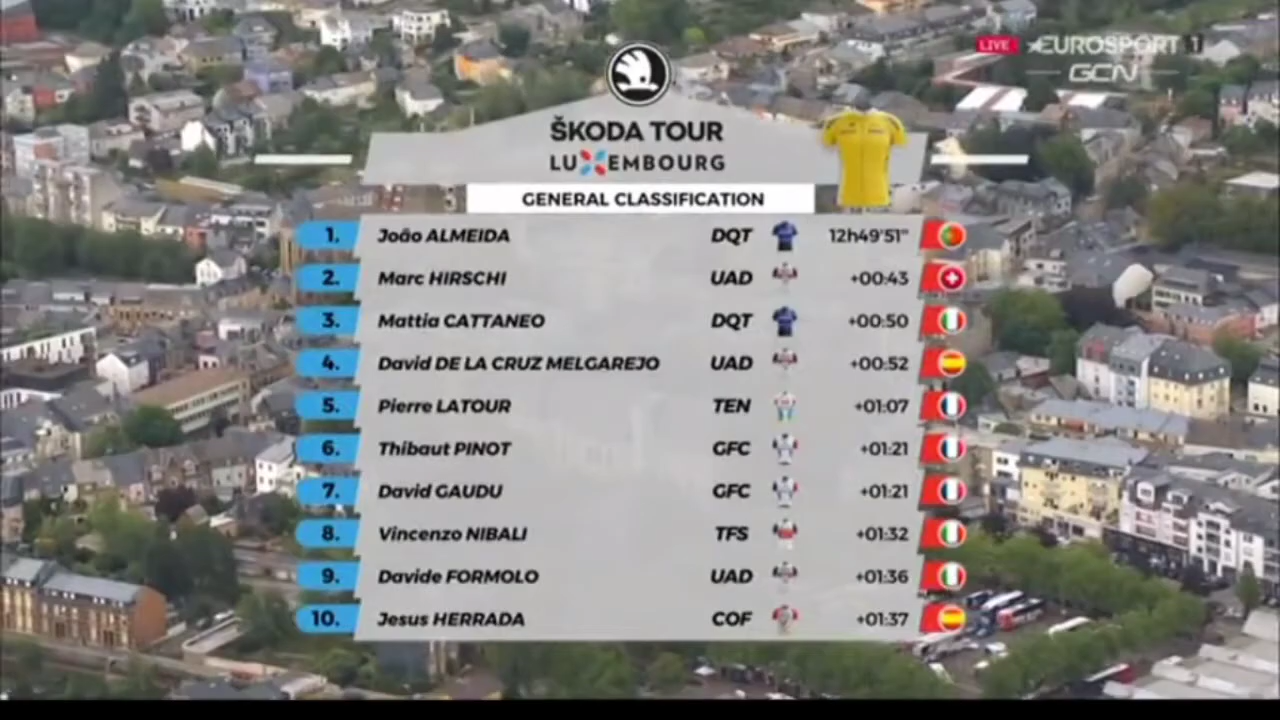 LIVE EUROSPORT 1
GCN
ŠKODA TOUR
LUXEMBOURG
GENERAL CLASSIFICATION
1. João ALMEIDA DQT 12h49'51"
2. Marc HIRSCHI UAD +00:43
3. Mattia CATTANEO DQT +00:50
4. David DE LA CRUZ MELGAREJO UAD +00:52
5. Pierre LATOUR TEN +01:07
6. Thibaut PINOT GFC +01:21
7. David GAUDU GFC +01:21
8. Vincenzo NIBALI TFS +01:32
9. Davide FORMOLO UAD +01:36
10. Jesus HERRADA COF +01:37